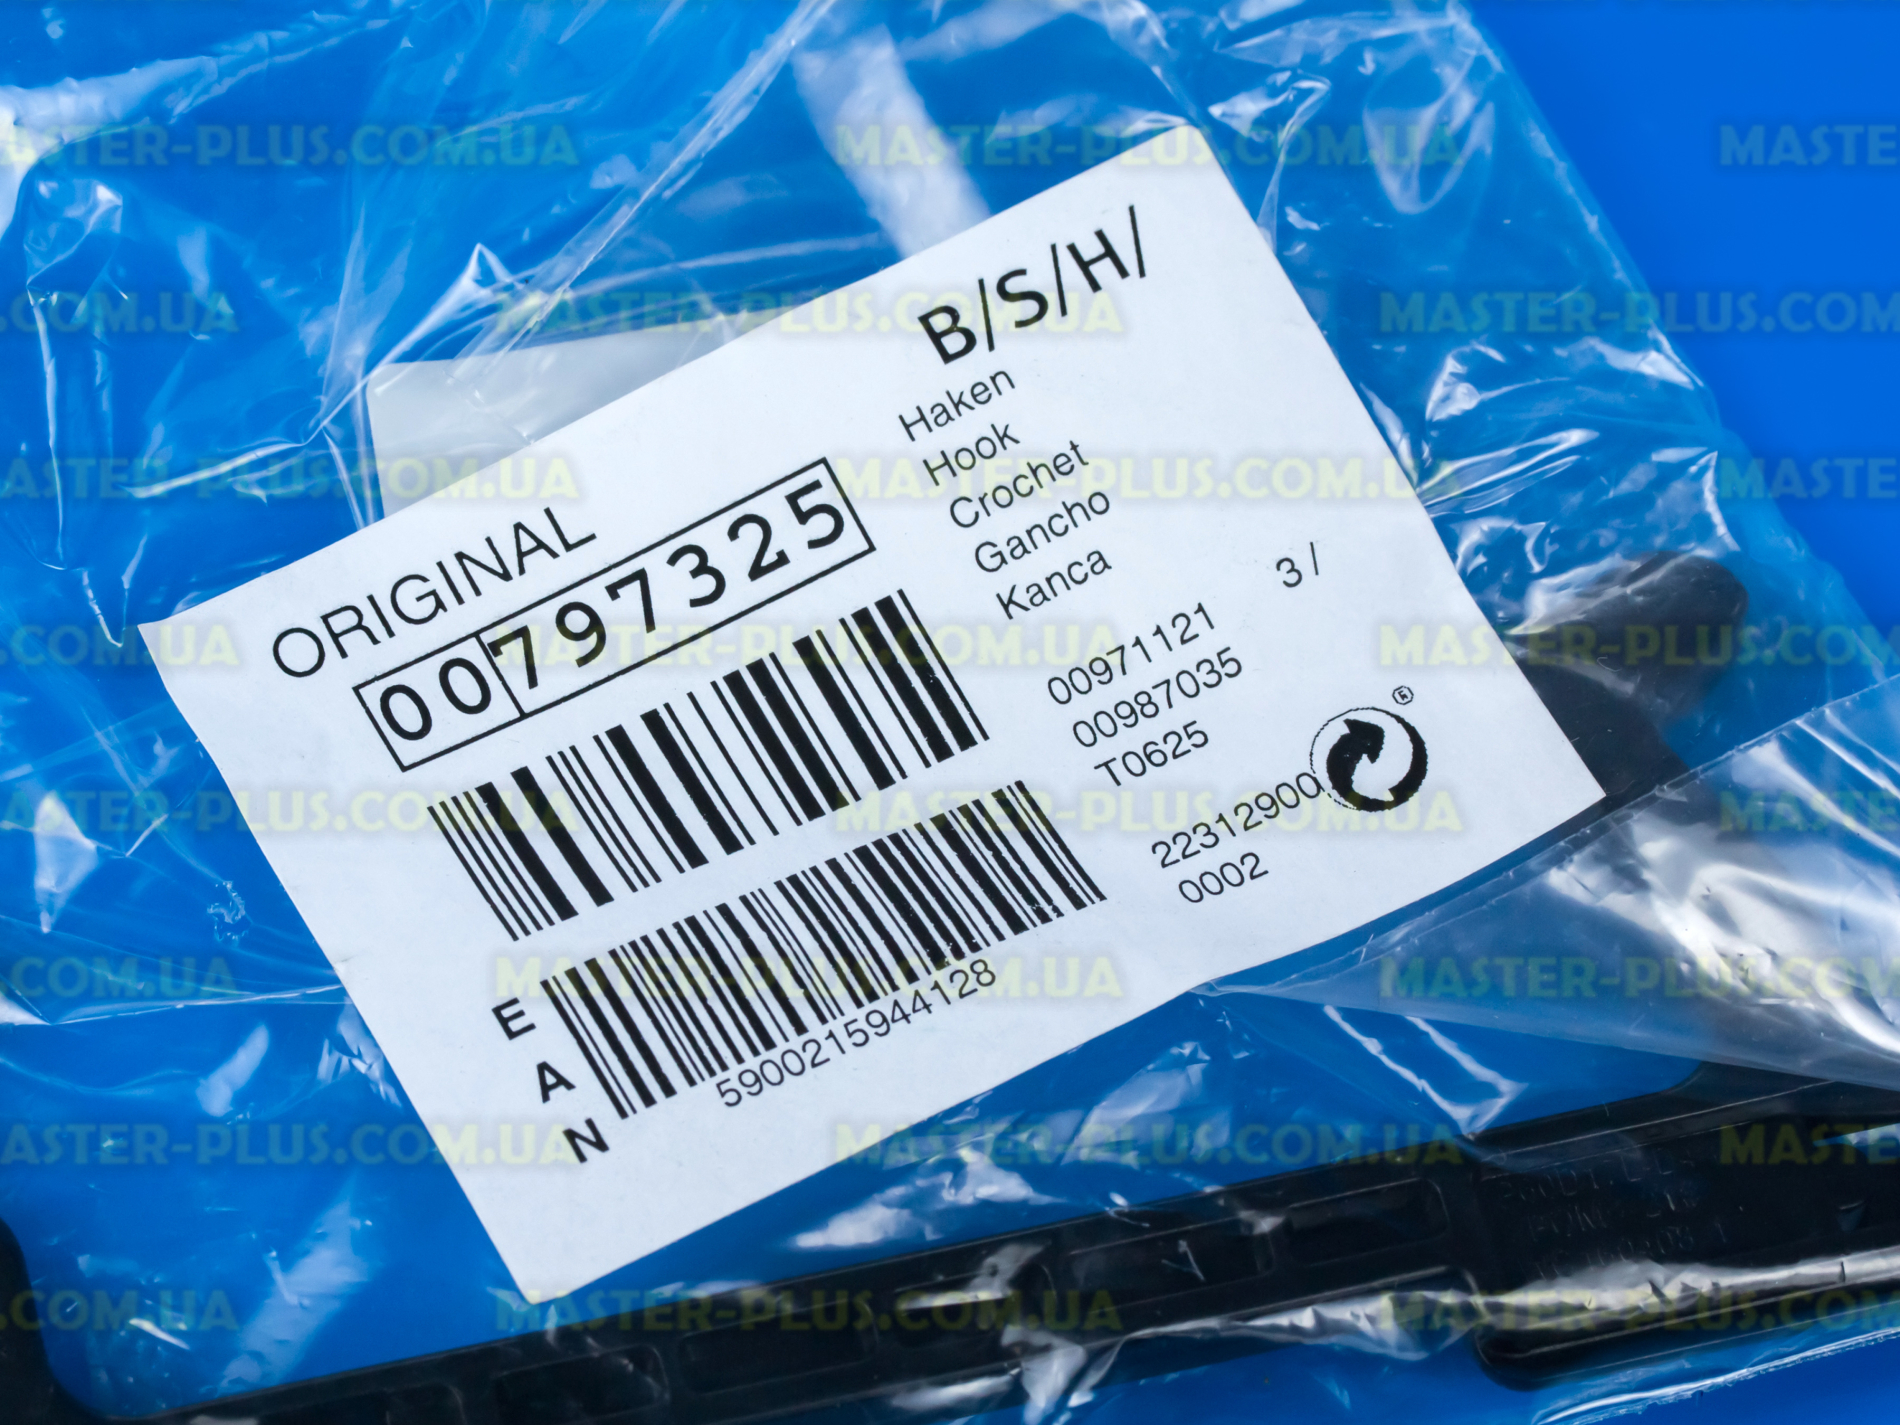 B/S/H/
Haken
Hook
Crochet
Gancho
Kanca
ORIGINAL
00797325
3 /
00971121
00987035
T0625
22312900
0002
E
A
N
5900215944128
MASTER-PLUS.COM.UA